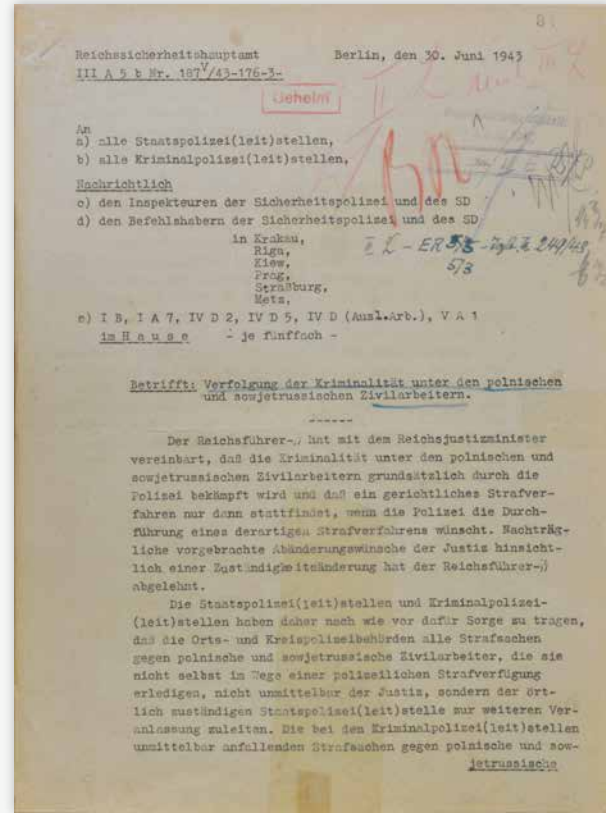 81
Reichssicherheitshauptamt Berlin, den 30. Juni 1943
III A 5 b Nr. 187 V/43-176-3-
Geheim
An
a) alle Staatspolizei(leit)stellen,
b) alle Kriminalpolizei(leit)stellen,
Nachrichtlich
c) den Inspekteuren der Sicherheitspolizei und des SD
d) den Befehlshabern der Sicherheitspolizei und des SD
in Krakau,
Riga,
Kiew,
Prag,
Straßburg,
Metz,
e) I B, I A 7, IV D 2, IV D 5, IV D (Ausl.Arb.), V A 1
im H a u s e - je fünffach -
Betrifft: Verfolgung der Kriminalität unter den polnischen
und sowjetrussischen Zivilarbeitern.
------
Der Reichsführer-SS hat mit dem Reichsjustizminister
vereinbart, daß die Kriminalität unter den polnischen und
sowjetrussischen Zivilarbeitern grundsätzlich durch die
Polizei bekämpft wird und daß ein gerichtliches Strafver-
fahren nur dann stattfindet, wenn die Polizei die Durch-
führung eines derartigen Strafverfahrens wünscht. Nachträg-
liche vorgebrachte Abänderungswünsche der Justiz hinsicht-
lich einer Zuständigkeitsänderung hat der Reichsführer-SS
abgelehnt.
Die Staatspolizei(leit)stellen und Kriminalpolizei-
(leit)stellen haben daher nach wie vor dafür Sorge zu tragen,
daß die Orts- und Kreispolizeibehörden alle Strafsachen
gegen polnische und sowjetrussische Zivilarbeiter, die sie
nicht selbst im Wege einer polizeilichen Strafverfügung
erledigen, nicht unmittelbar der Justiz, sondern der ört-
lich zuständigen Staatspolizei(leit)stelle zur weiteren Ver-
anlassung zuleiten. Die bei den Kriminalpolizei(leit)stellen
unmittelbar anfallenden Strafsachen gegen polnische und sow-
jetrussische